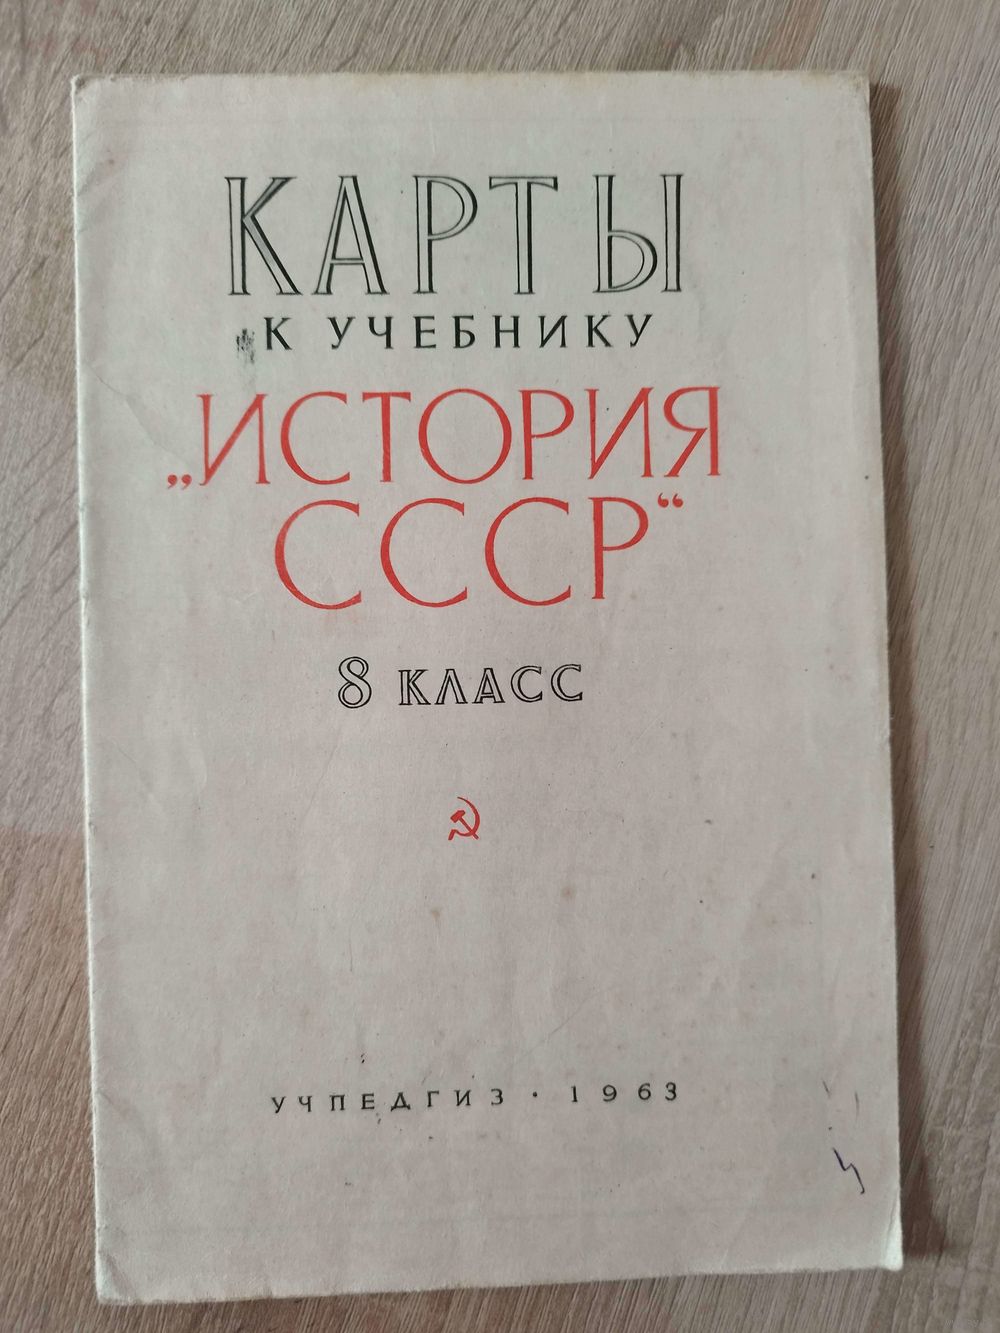 КАРТЫ
К УЧЕБНИКУ
„ИСТОРИЯ
СССР“
8 КЛАСС
УЧПЕДГИЗ · 1963